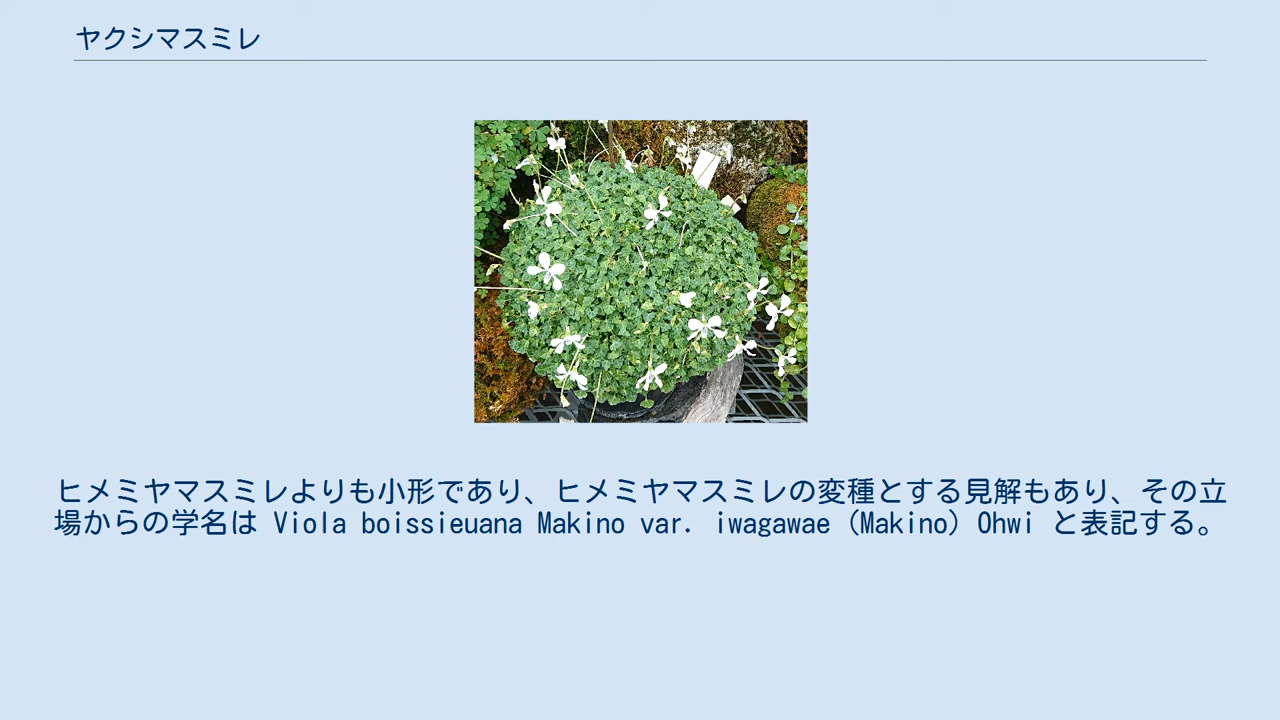 ヤクシマスミレ
ヒメミヤマスミレよりも小形であり、ヒメミヤマスミレの変種とする見解もあり、その立
場からの学名は Viola boissieuana Makino var. iwagawae (Makino) Ohwi と表記する。